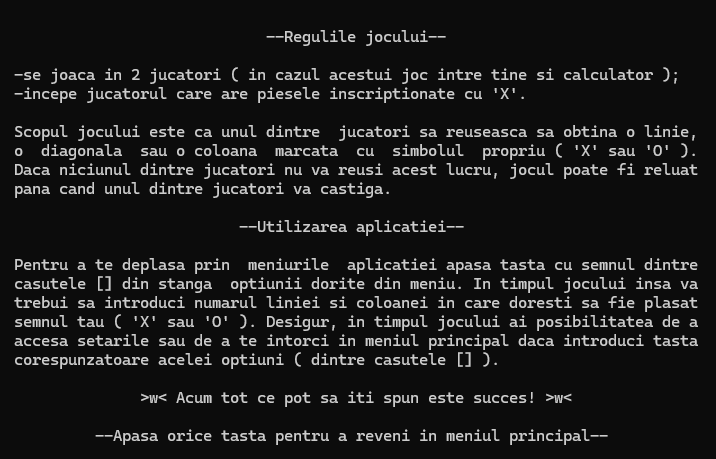 --Regulile jocului--
-se joaca in 2 jucatori ( in cazul acestui joc intre tine si calculator );
-incepe jucatorul care are piesele inscriptionate cu 'X'.
Scopul jocului este ca unul dintre  jucatori sa reuseasca sa obtina o linie,
o  diagonala  sau o coloana  marcata  cu  simbolul  propriu ( 'X' sau 'O' ).
Daca niciunul dintre jucatori nu va reusi acest lucru, jocul poate fi reluat
pana cand unul dintre jucatori va castiga.
--Utilizarea aplicatiei--
Pentru a te deplasa prin  meniurile  aplicatiei apasa tasta cu semnul dintre
casutele [] din stanga  optiunii dorite din meniu. In timpul jocului insa va
trebui sa introduci numarul liniei si coloanei in care doresti sa fie plasat
semnul tau ( 'X' sau 'O' ). Desigur, in timpul jocului ai posibilitatea de a
accesa setarile sau de a te intorci in meniul principal daca introduci tasta
corespunzatoare acelei optiuni ( dintre casutele [] ).
>w< Acum tot ce pot sa iti spun este succes! >w<
--Apasa orice tasta pentru a reveni in meniul principal--